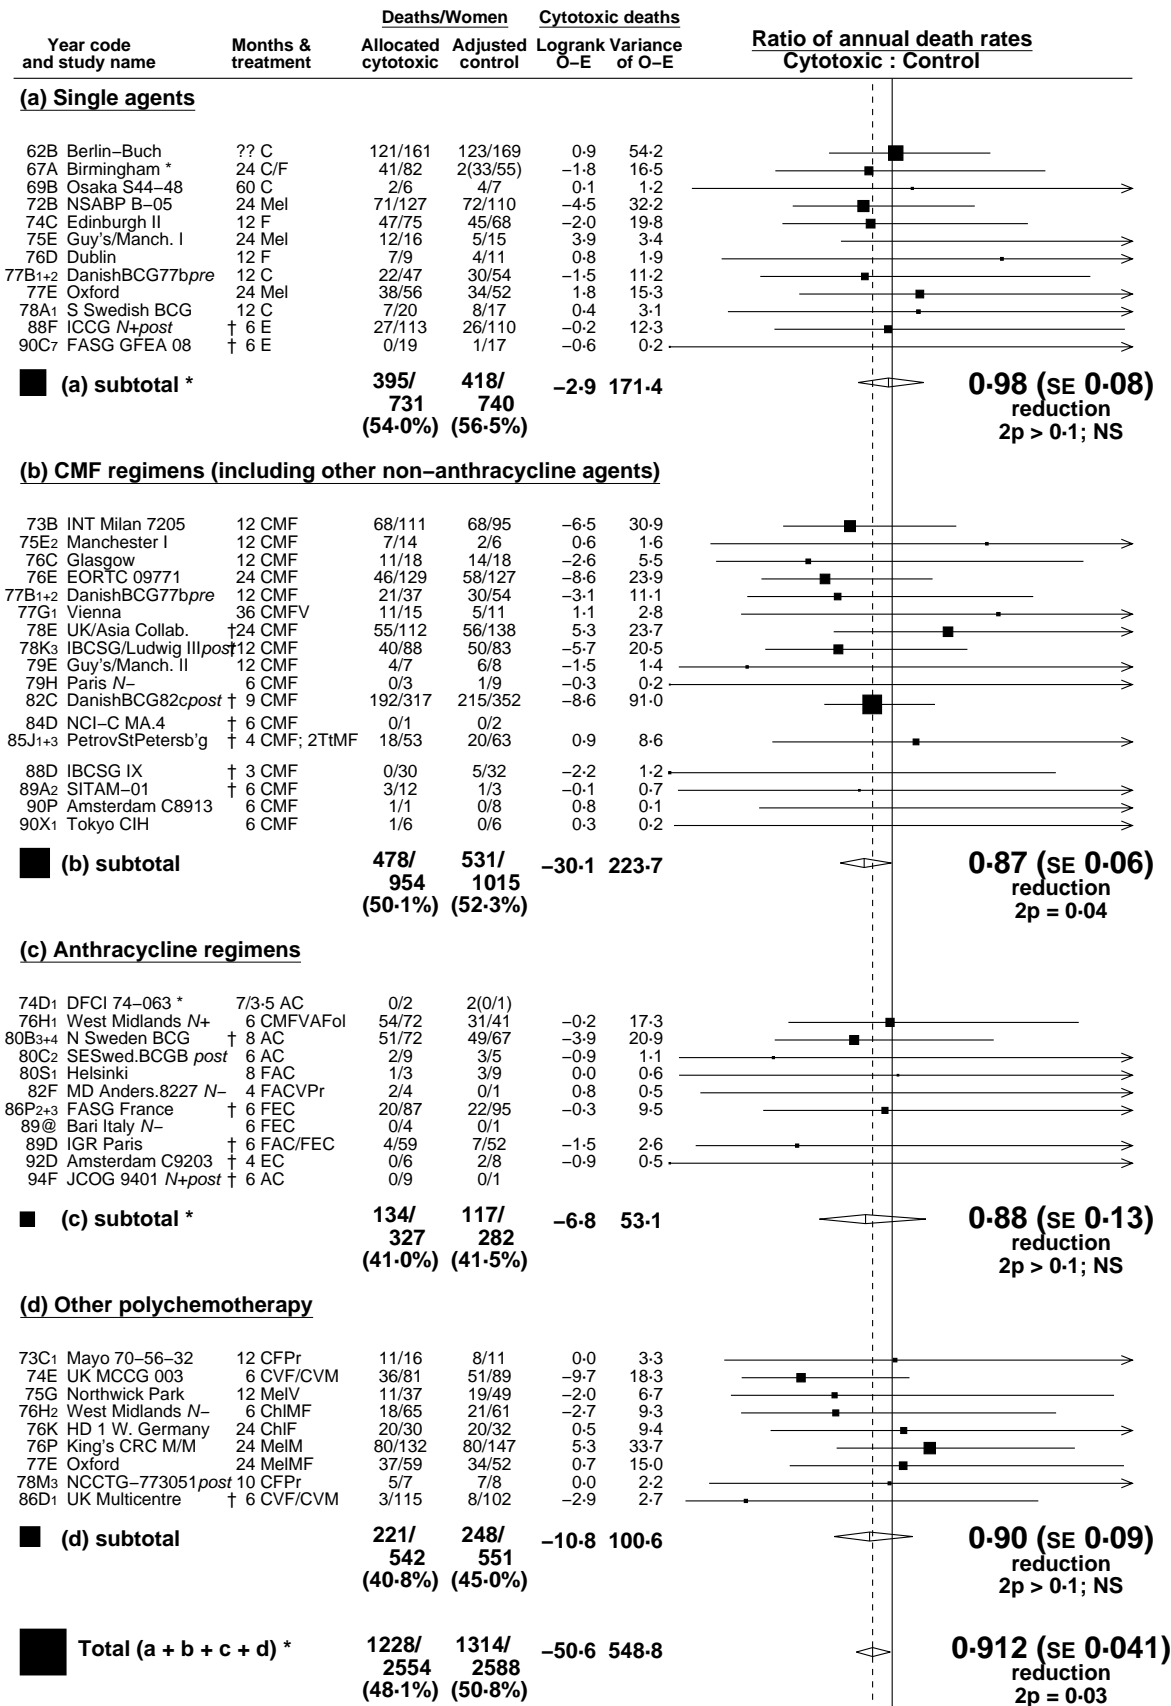 Deaths/Women Cytotoxic deaths
Year code and study name Months & treatment Allocated cytotoxic Adjusted control Logrank O–E Variance of O–E Ratio of annual death rates Cytotoxic : Control
(a) Single agents
62B Berlin–Buch ?? C 121/161 123/169 0·9 54·2
67A Birmingham * 24 C/F 41/82 2(33/55) –1·8 16·5
69B Osaka S44–48 60 C 2/6 4/7 0·1 1·2
72B NSABP B–05 24 Mel 71/127 72/110 –4·5 32·2
74C Edinburgh II 12 F 47/75 45/68 –2·0 19·8
75E Guy's/Manch. I 24 Mel 12/16 5/15 3·9 3·4
76D Dublin 12 F 7/9 4/11 0·8 1·9
77B1+2 DanishBCG77bpre 12 C 22/47 30/54 –1·5 11·2
77E Oxford 24 Mel 38/56 34/52 1·8 15·3
78A1 S Swedish BCG 12 C 7/20 8/17 0·4 3·1
88F ICCG N+post † 6 E 27/113 26/110 –0·2 12·3
90C7 FASG GFEA 08 † 6 E 0/19 1/17 –0·6 0·2
(a) subtotal * 395/731 (54·0%) 418/740 (56·5%) –2·9 171·4 0·98 (SE 0·08)
reduction
2p > 0·1; NS
(b) CMF regimens (including other non–anthracycline agents)
73B INT Milan 7205 12 CMF 68/111 68/95 –6·5 30·9
75E2 Manchester I 12 CMF 7/14 2/6 0·6 1·6
76C Glasgow 12 CMF 11/18 14/18 –2·6 5·5
76E EORTC 09771 24 CMF 46/129 58/127 –8·6 23·9
77B1+2 DanishBCG77bpre 12 CMF 21/37 30/54 –3·1 11·1
77G1 Vienna 36 CMFV 11/15 5/11 1·1 2·8
78E UK/Asia Collab. †24 CMF 55/112 56/138 5·3 23·7
78K3 IBCSG/Ludwig IIIpost†12 CMF 40/88 50/83 –5·7 20·5
79E Guy's/Manch. II 12 CMF 4/7 6/8 –1·5 1·4
79H Paris N– 6 CMF 0/3 1/9 –0·3 0·2
82C DanishBCG82cpost † 9 CMF 192/317 215/352 –8·6 91·0
84D NCI–C MA.4 † 6 CMF 0/1 0/2
85J1+3 PetrovStPetersb'g † 4 CMF; 2TtMF 18/53 20/63 0·9 8·6
88D IBCSG IX † 3 CMF 0/30 5/32 –2·2 1·2
89A2 SITAM–01 † 6 CMF 3/12 1/3 –0·1 0·7
90P Amsterdam C8913 6 CMF 1/1 0/8 0·8 0·1
90X1 Tokyo CIH 6 CMF 1/6 0/6 0·3 0·2
(b) subtotal 478/954 (50·1%) 531/1015 (52·3%) –30·1 223·7 0·87 (SE 0·06)
reduction
2p = 0·04
(c) Anthracycline regimens
74D1 DFCI 74–063 * 7/3·5 AC 0/2 2(0/1)
76H1 West Midlands N+ 6 CMFVAFol 54/72 31/41 –0·2 17·3
80B3+4 N Sweden BCG † 8 AC 51/72 49/67 –3·9 20·9
80C2 SESwed.BCGB post 6 AC 2/9 3/5 –0·9 1·1
80S1 Helsinki 8 FAC 1/3 3/9 0·0 0·6
82F MD Anders.8227 N– 4 FACVPr 2/4 0/1 0·8 0·5
86P2+3 FASG France † 6 FEC 20/87 22/95 –0·3 9·5
89@ Bari Italy N– 6 FEC 0/4 0/1
89D IGR Paris † 6 FAC/FEC 4/59 7/52 –1·5 2·6
92D Amsterdam C9203 † 4 EC 0/6 2/8 –0·9 0·5
94F JCOG 9401 N+post † 6 AC 0/9 0/1
(c) subtotal * 134/327 (41·0%) 117/282 (41·5%) –6·8 53·1 0·88 (SE 0·13)
reduction
2p > 0·1; NS
(d) Other polychemotherapy
73C1 Mayo 70–56–32 12 CFPr 11/16 8/11 0·0 3·3
74E UK MCCG 003 6 CVF/CVM 36/81 51/89 –9·7 18·3
75G Northwick Park 12 MelV 11/37 19/49 –2·0 6·7
76H2 West Midlands N– 6 ChlMF 18/65 21/61 –2·7 9·3
76K HD 1 W. Germany 24 ChlF 20/30 20/32 0·5 9·4
76P King's CRC M/M 24 MelM 80/132 80/147 5·3 33·7
77E Oxford 24 MelMF 37/59 34/52 0·7 15·0
78M3 NCCTG–773051post 10 CFPr 5/7 7/8 0·0 2·2
86D1 UK Multicentre † 6 CVF/CVM 3/115 8/102 –2·9 2·7
(d) subtotal 221/542 (40·8%) 248/551 (45·0%) –10·8 100·6 0·90 (SE 0·09)
reduction
2p > 0·1; NS
Total (a + b + c + d) * 1228/2554 (48·1%) 1314/2588 (50·8%) –50·6 548·8 0·912 (SE 0·041)
reduction
2p = 0·03